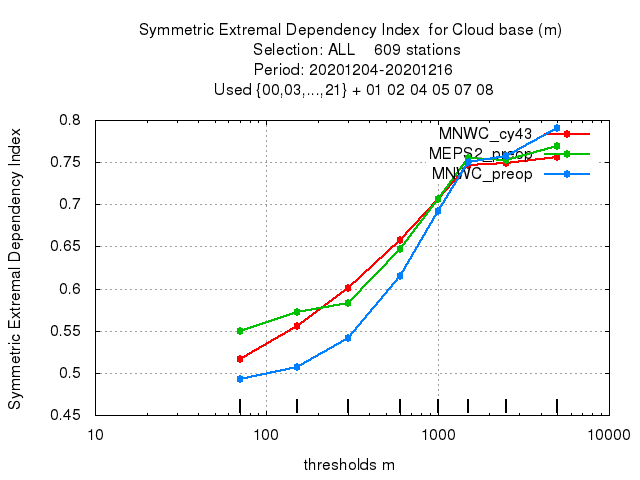 Symmetric Extremal Dependency Index  for Cloud base (m)
Selection: ALL    609 stations
Period: 20201204-20201216
Used {00,03,...,21} + 01 02 04 05 07 08
Symmetric Extremal Dependency Index
0.8
0.75
0.7
0.65
0.6
0.55
0.5
0.45
MNWC_cy43
MEPS2_preop
MNWC_preop
10
100
1000
10000
thresholds m